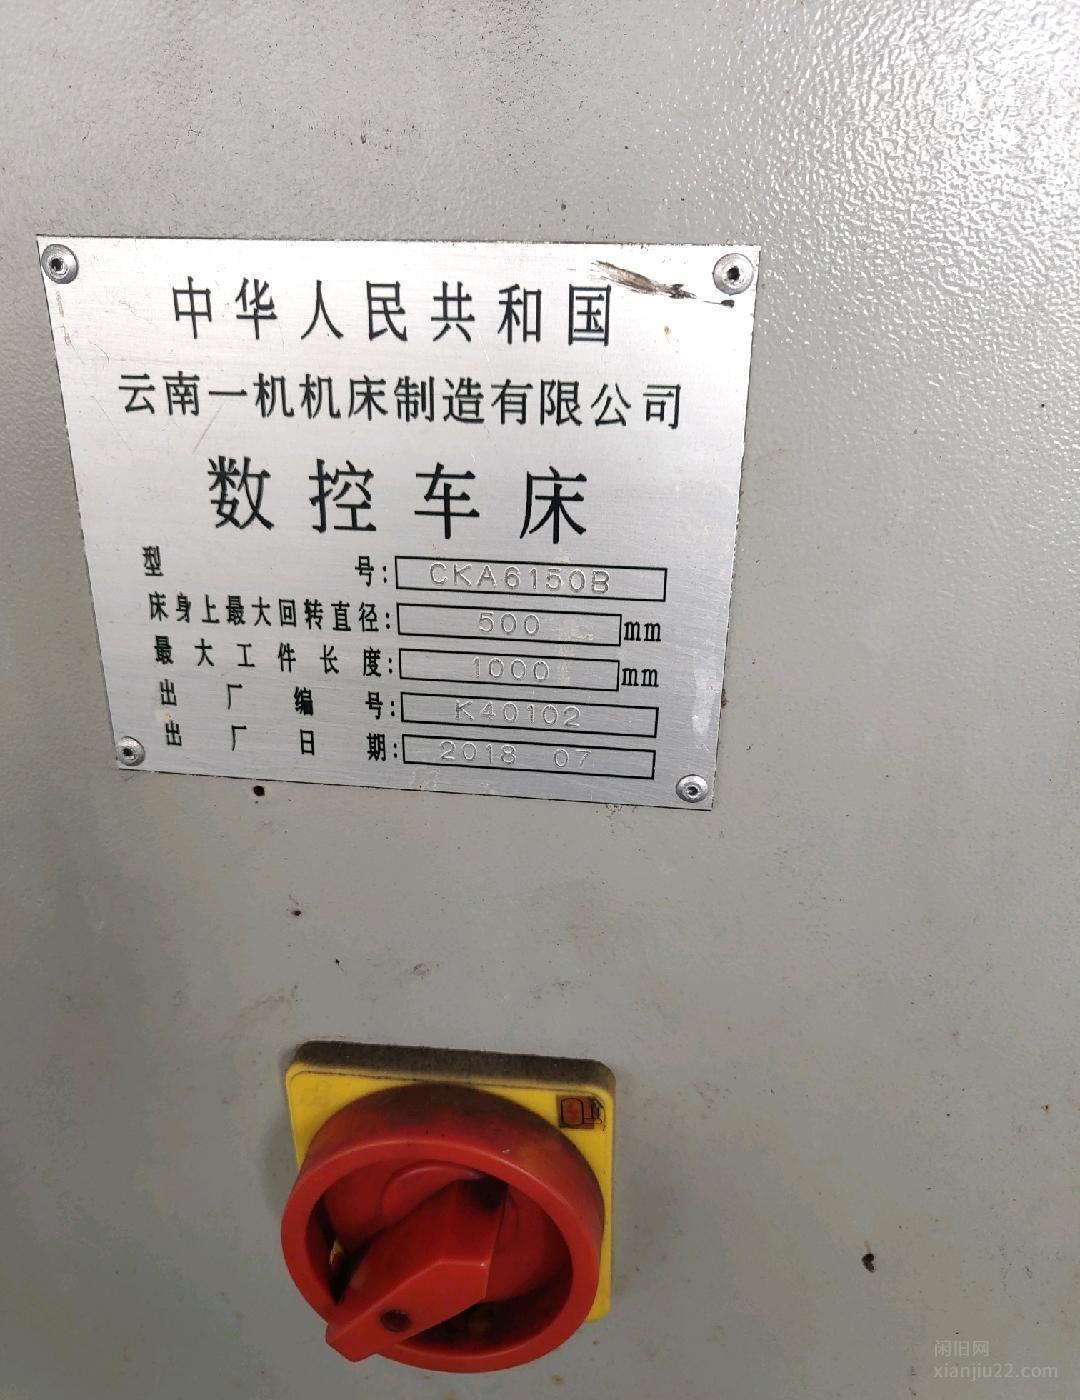 中华人民共和国
云南一机机床制造有限公司
数控车床
型号: CKA6150B
床身上最大回转直径: 500 mm
最大工件长度: 1000 mm
出厂编号: K40102
出厂日期: 2018 07
闲旧网
xianjiu22.com